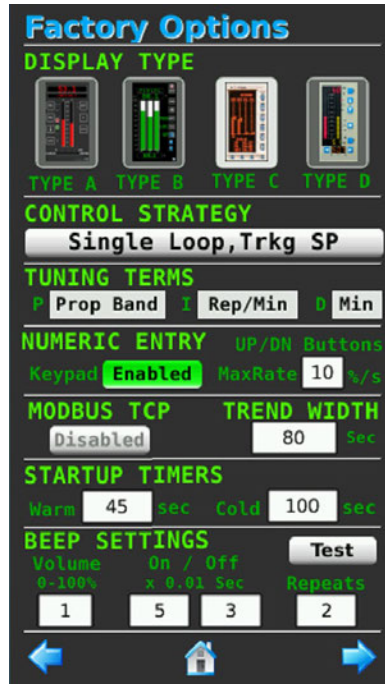 Factory Options
DISPLAY TYPE
TYPE A TYPE B TYPE C TYPE D
CONTROL STRATEGY
Single Loop,Trkg SP
TUNING TERMS
P Prop Band I Rep/Min D Min
NUMERIC ENTRY UP/DN Buttons
Keypad Enabled MaxRate 10 %/s
MODBUS TCP TREND WIDTH
Disabled 80 Sec
STARTUP TIMERS
Warm 45 sec Cold 100 sec
BEEP SETTINGS Test
Volume On / Off
0-100% x 0.01 Sec Repeats
1 5 3 2